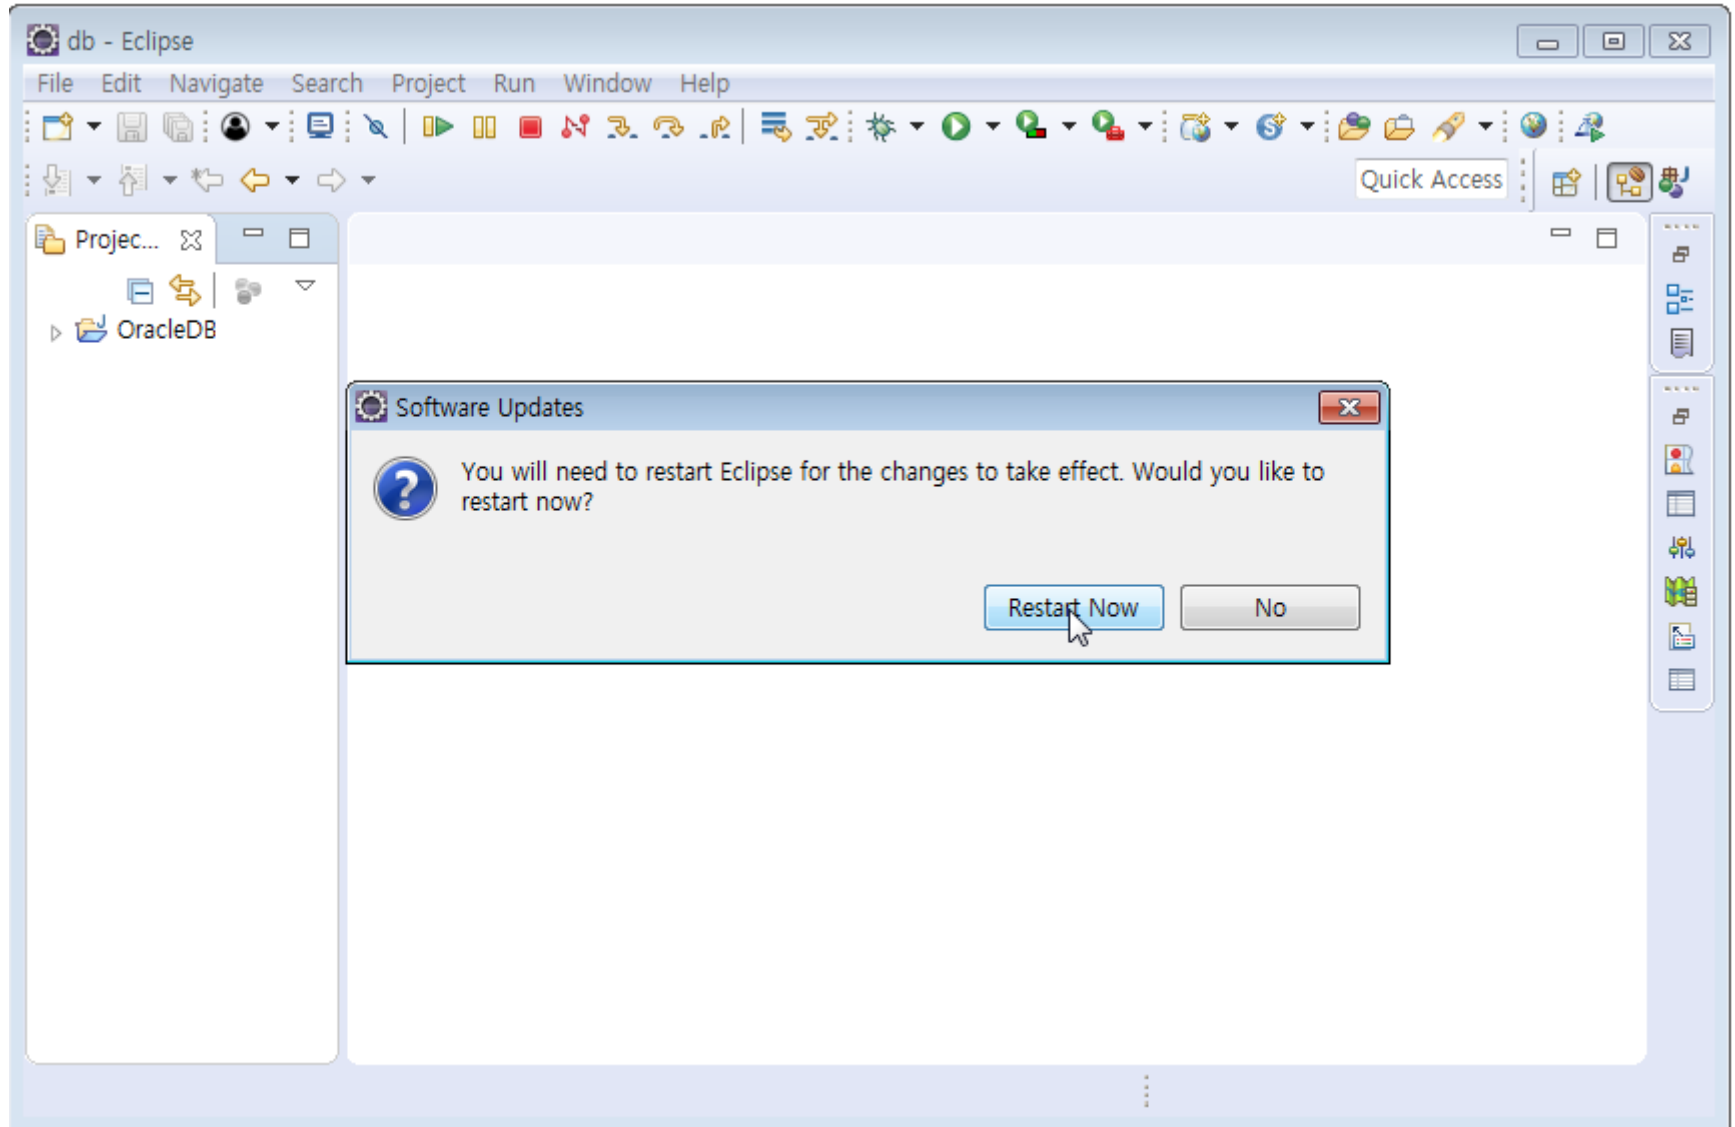 db - Eclipse
File Edit Navigate Search Project Run Window Help
Quick Access
Projec...
OracleDB
Software Updates
You will need to restart Eclipse for the changes to take effect. Would you like to
restart now?
Restart Now No